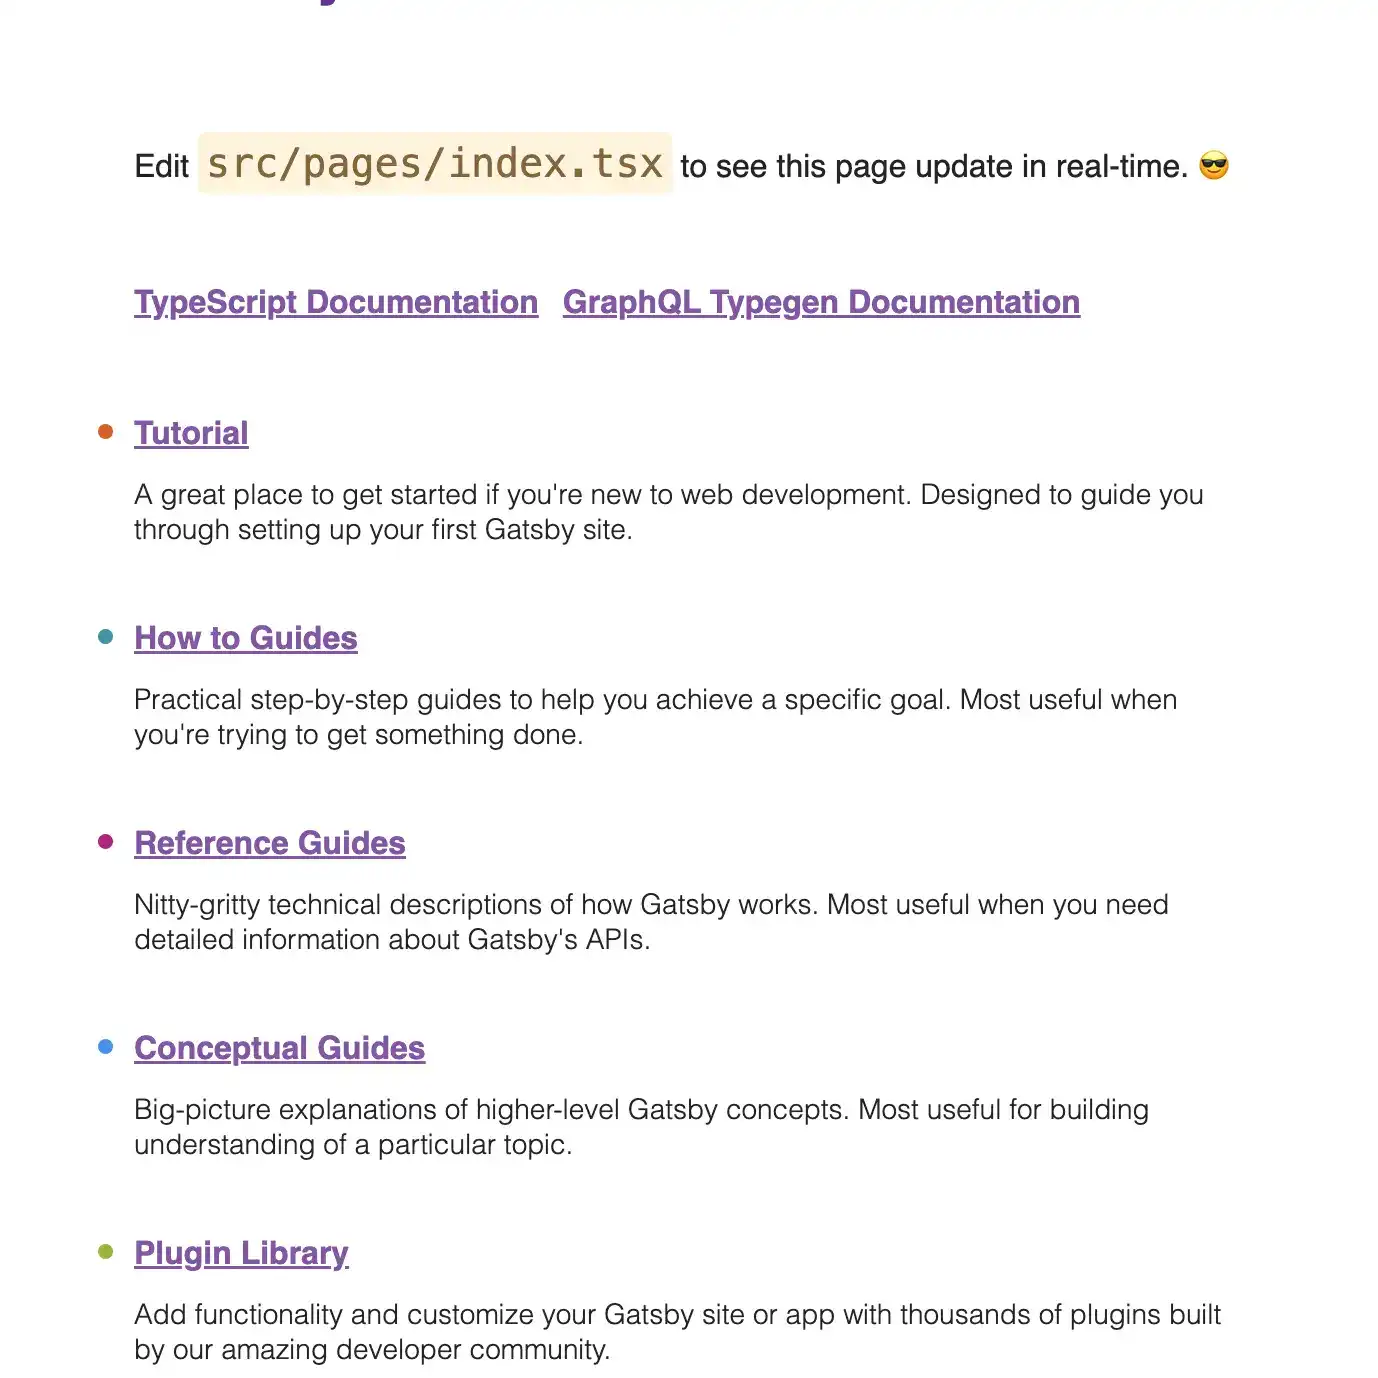 Edit src/pages/index.tsx to see this page update in real-time. 😎
TypeScript Documentation GraphQL Typegen Documentation
Tutorial
A great place to get started if you're new to web development. Designed to guide you
through setting up your first Gatsby site.
How to Guides
Practical step-by-step guides to help you achieve a specific goal. Most useful when
you're trying to get something done.
Reference Guides
Nitty-gritty technical descriptions of how Gatsby works. Most useful when you need
detailed information about Gatsby's APIs.
Conceptual Guides
Big-picture explanations of higher-level Gatsby concepts. Most useful for building
understanding of a particular topic.
Plugin Library
Add functionality and customize your Gatsby site or app with thousands of plugins built
by our amazing developer community.